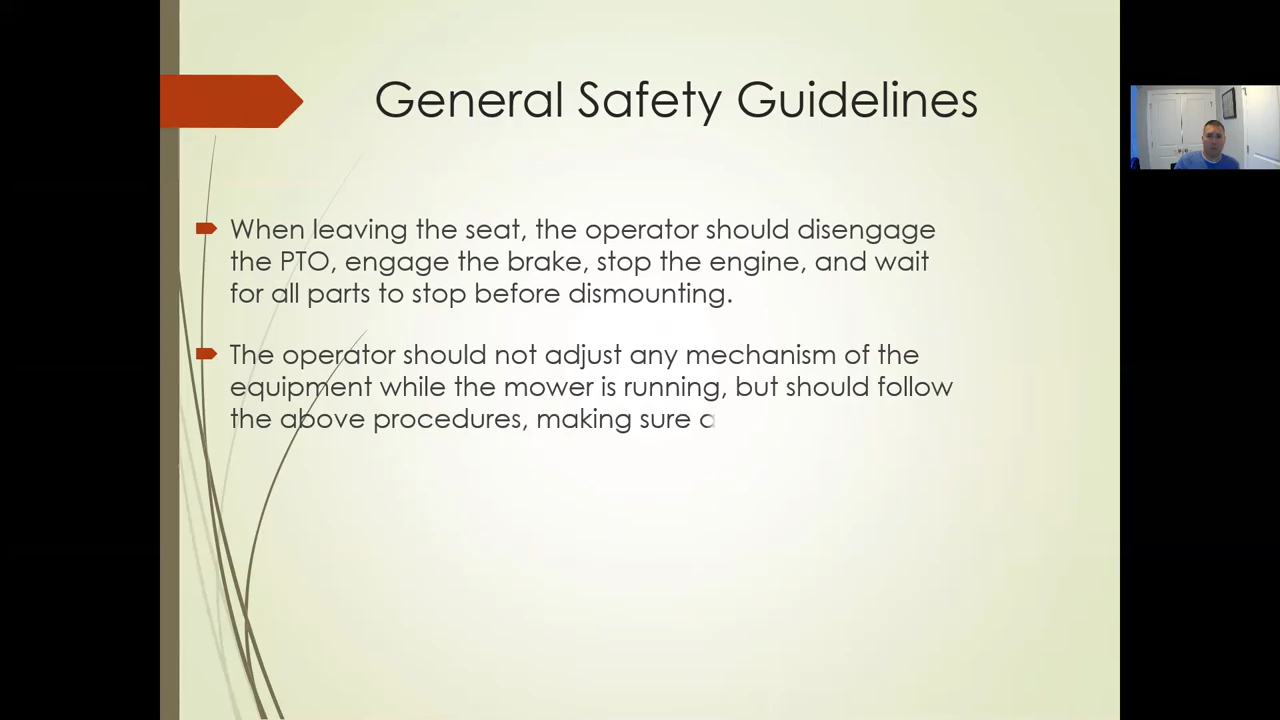 General Safety Guidelines
When leaving the seat, the operator should disengage
the PTO, engage the brake, stop the engine, and wait
for all parts to stop before dismounting.
The operator should not adjust any mechanism of the
equipment while the mower is running, but should follow
the above procedures, making sure